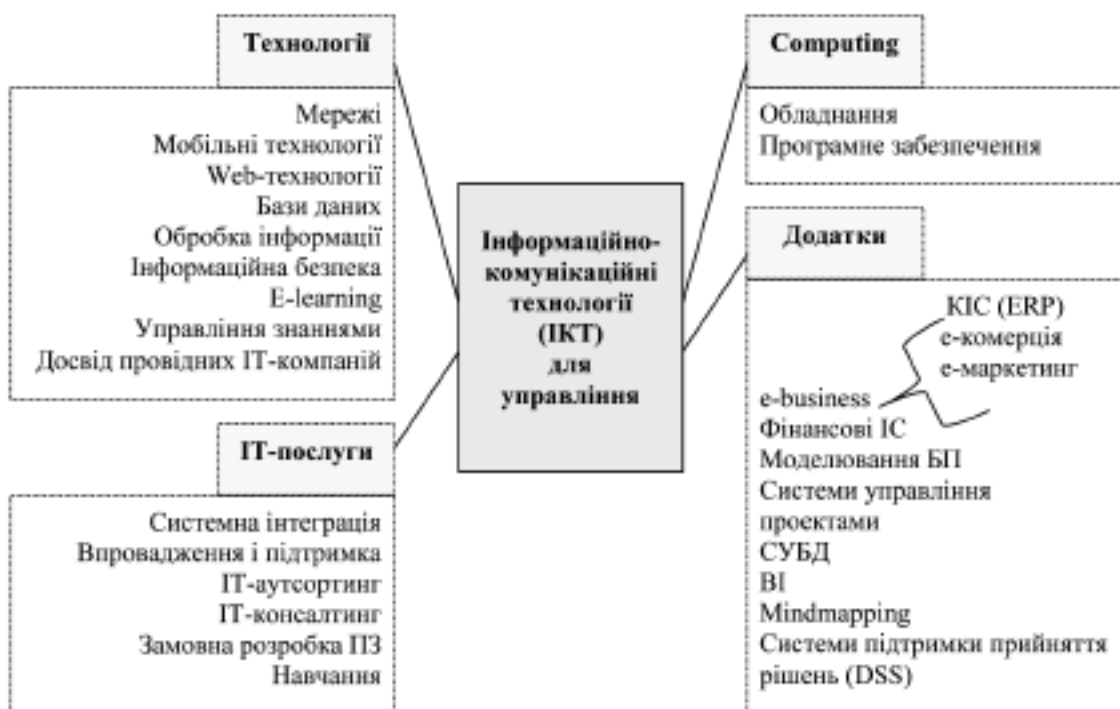 Технології
Мережі
Мобільні технології
Web-технології
Бази даних
Обробка інформації
Інформаційна безпека
E-learning
Управління знаннями
Досвід провідних ІТ-компаній
ІТ-послуги
Системна інтеграція
Впровадження і підтримка
ІТ-аутсортинг
ІТ-консалтинг
Замовна розробка ПЗ
Навчання
Інформаційно-
комунікаційні
технології
(ІКТ)
для
управління
Computing
Обладнання
Програмне забезпечення
Додатки
КІС (ERP)
е-комерція
е-маркетинг
e-business
Фінансові ІС
Моделювання БП
Системи управління
проектами
СУБД
BI
Mindmapping
Системи підтримки прийняття
рішень (DSS)